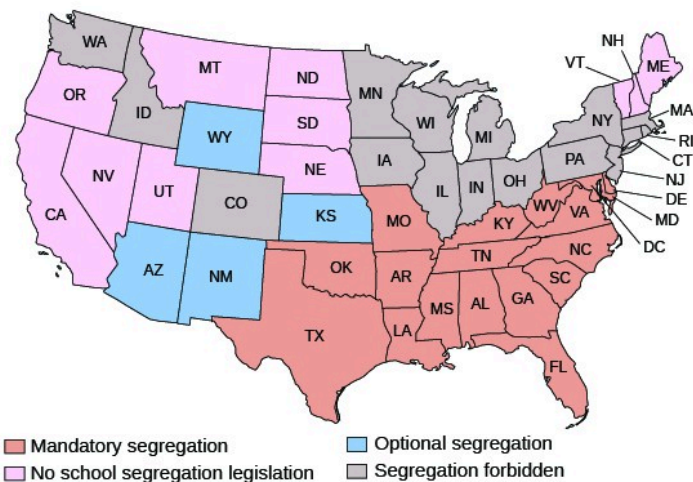 WA
MT
ND
MN
VT
NH
ME
OR
ID
WY
SD
WI
MI
NY
MA
RI
CT
NV
UT
CO
NE
IA
IL
IN
OH
PA
NJ
DE
MD
DC
CA
AZ
NM
KS
MO
KY
WV
VA
OK
AR
TN
NC
SC
TX
LA
MS
AL
GA
FL
Mandatory segregation
Optional segregation
No school segregation legislation
Segregation forbidden